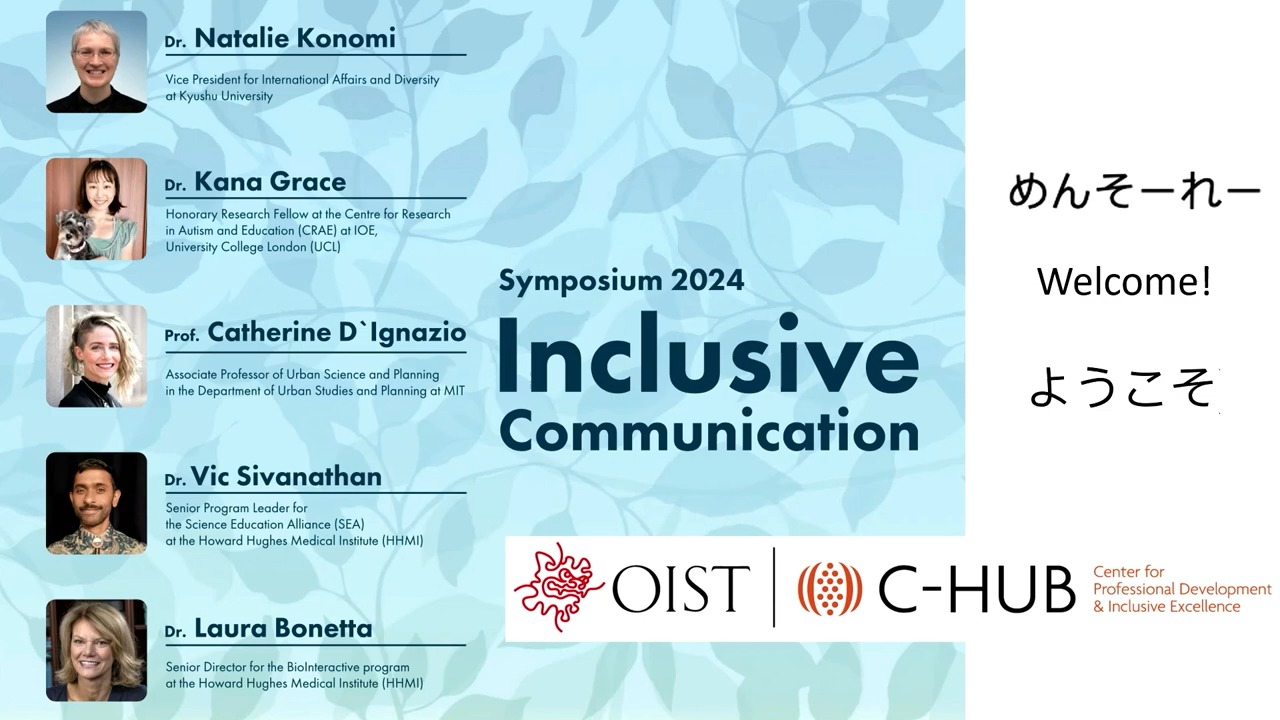 Dr. Natalie Konomi
Vice President for International Affairs and Diversity
at Kyushu University
Dr. Kana Grace
Honorary Research Fellow at the Centre for Research
in Autism and Education (CRAE) at IOE,
University College London (UCL)
Prof. Catherine D`Ignazio
Associate Professor of Urban Science and Planning
in the Department of Urban Studies and Planning at MIT
Dr. Vic Sivanathan
Senior Program Leader for
the Science Education Alliance (SEA)
at the Howard Hughes Medical Institute (HHMI)
Dr. Laura Bonetta
Senior Director for the BioInteractive program
at the Howard Hughes Medical Institute (HHMI)
Symposium 2024
Inclusive
Communication
めんそーれー
Welcome!
ようこそ
OIST
C-HUB
Center for
Professional Development
& Inclusive Excellence